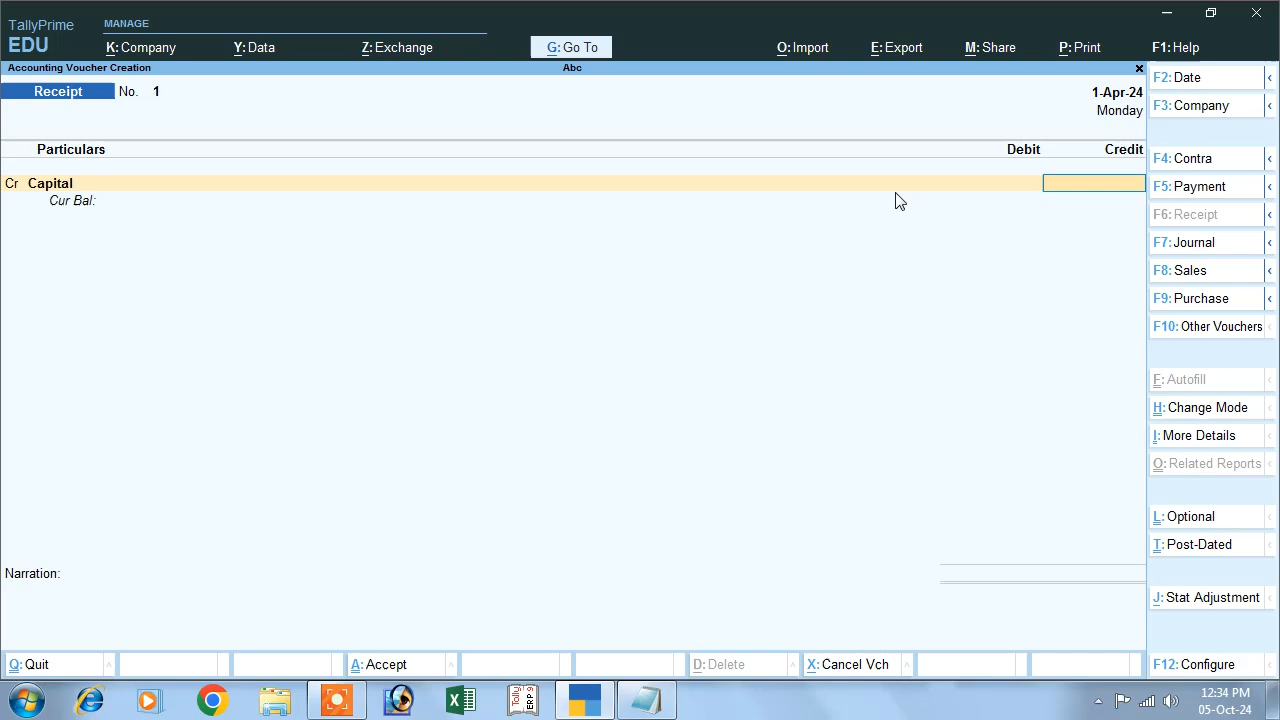 TallyPrime
EDU
MANAGE
K: Company
Y: Data
Z: Exchange
G: Go To
O: Import
E: Export
M: Share
P: Print
F1: Help
Accounting Voucher Creation
Abc
Receipt No. 1
1-Apr-24
Monday
Particulars
Debit
Credit
Cr Capital
Cur Bal:
Narration:
F2: Date
F3: Company
F4: Contra
F5: Payment
F6: Receipt
F7: Journal
F8: Sales
F9: Purchase
F10: Other Vouchers
F: Autofill
H: Change Mode
I: More Details
O: Related Reports
L: Optional
T: Post-Dated
J: Stat Adjustment
F12: Configure
Q: Quit
A: Accept
D: Delete
X: Cancel Vch
Tally
ERP 9
12:34 PM
05-Oct-24